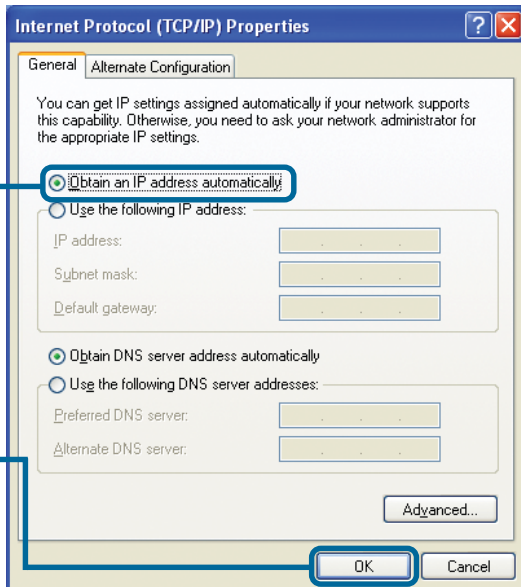 Internet Protocol (TCP/IP) Properties
General
Alternate Configuration
You can get IP settings assigned automatically if your network supports
this capability. Otherwise, you need to ask your network administrator for
the appropriate IP settings.
Obtain an IP address automatically
Use the following IP address:
IP address:
Subnet mask:
Default gateway:
Obtain DNS server address automatically
Use the following DNS server addresses:
Preferred DNS server:
Alternate DNS server:
Advanced...
OK
Cancel